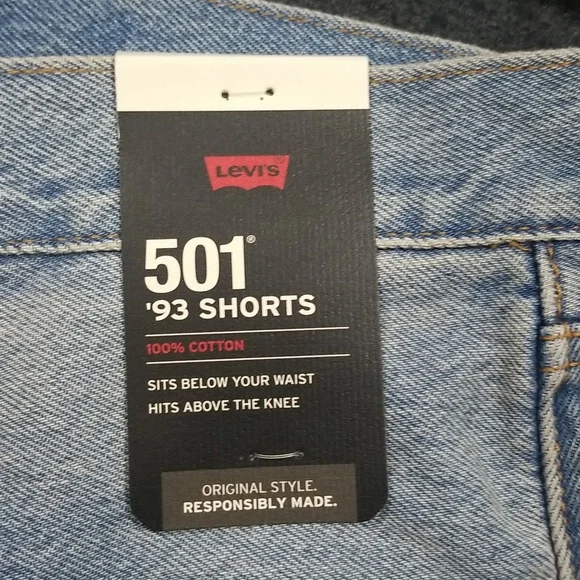 Levi's®
501®
'93 SHORTS
100% COTTON
SITS BELOW YOUR WAIST
HITS ABOVE THE KNEE
ORIGINAL STYLE.
RESPONSIBLY MADE.